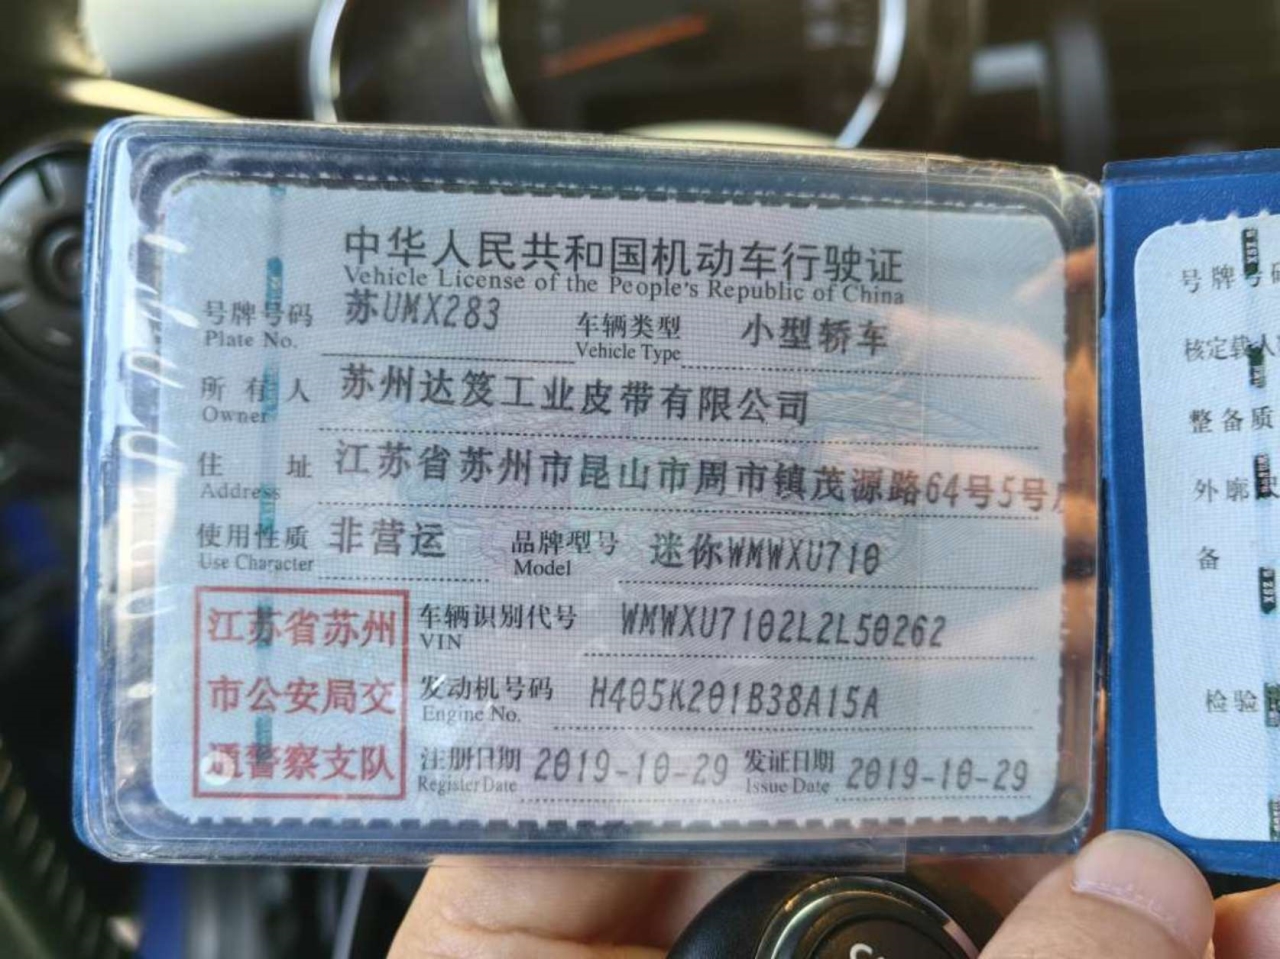 中华人民共和国机动车行驶证
Vehicle License of the People's Republic of China
号牌号码 苏UMX283 车辆类型 小型轿车
Plate No. Vehicle Type
所有人 苏州达笈工业皮带有限公司
Owner
住址 江苏省苏州市昆山市周市镇茂源路64号5号
Address
使用性质 非营运 品牌型号 迷你WMWXU710
Use Character Model
江苏省苏州
市公安局交
通警察支队
车辆识别代号 WMWXU7102L2L50262
VIN
发动机号码 H405K201B38A15A
Engine No.
注册日期 2019-10-29 发证日期 2019-10-29
Register Date Issue Date
号牌号码
核定载人
整备质
外廓
备
检验